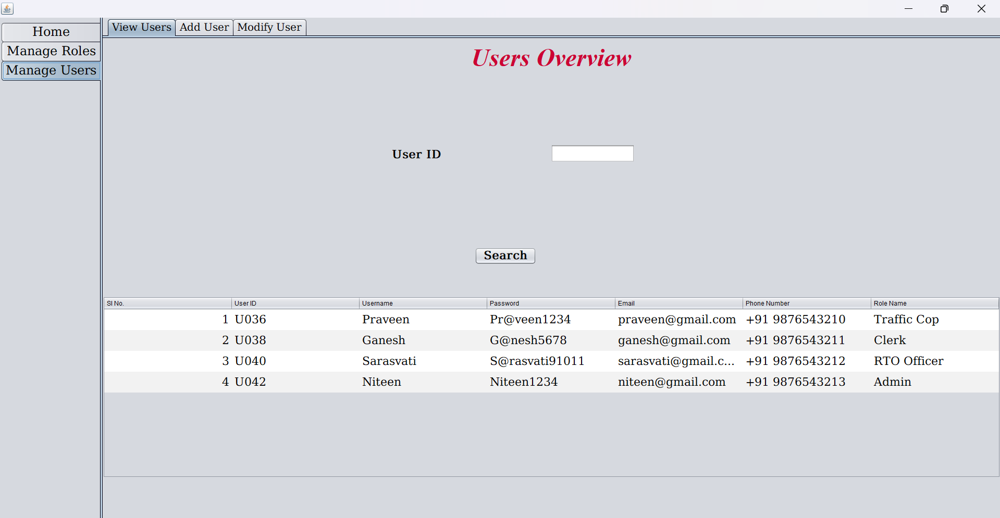 Home
Manage Roles
Manage Users
View Users Add User Modify User
Users Overview
User ID
Search
SI No. User ID Username Password Email Phone Number Role Name
1 U036 Praveen Pr@veen1234 praveen@gmail.com +91 9876543210 Traffic Cop
2 U038 Ganesh G@nesh5678 ganesh@gmail.com +91 9876543211 Clerk
3 U040 Sarasvati S@rasvati91011 sarasvati@gmail.c... +91 9876543212 RTO Officer
4 U042 Niteen Niteen1234 niteen@gmail.com +91 9876543213 Admin